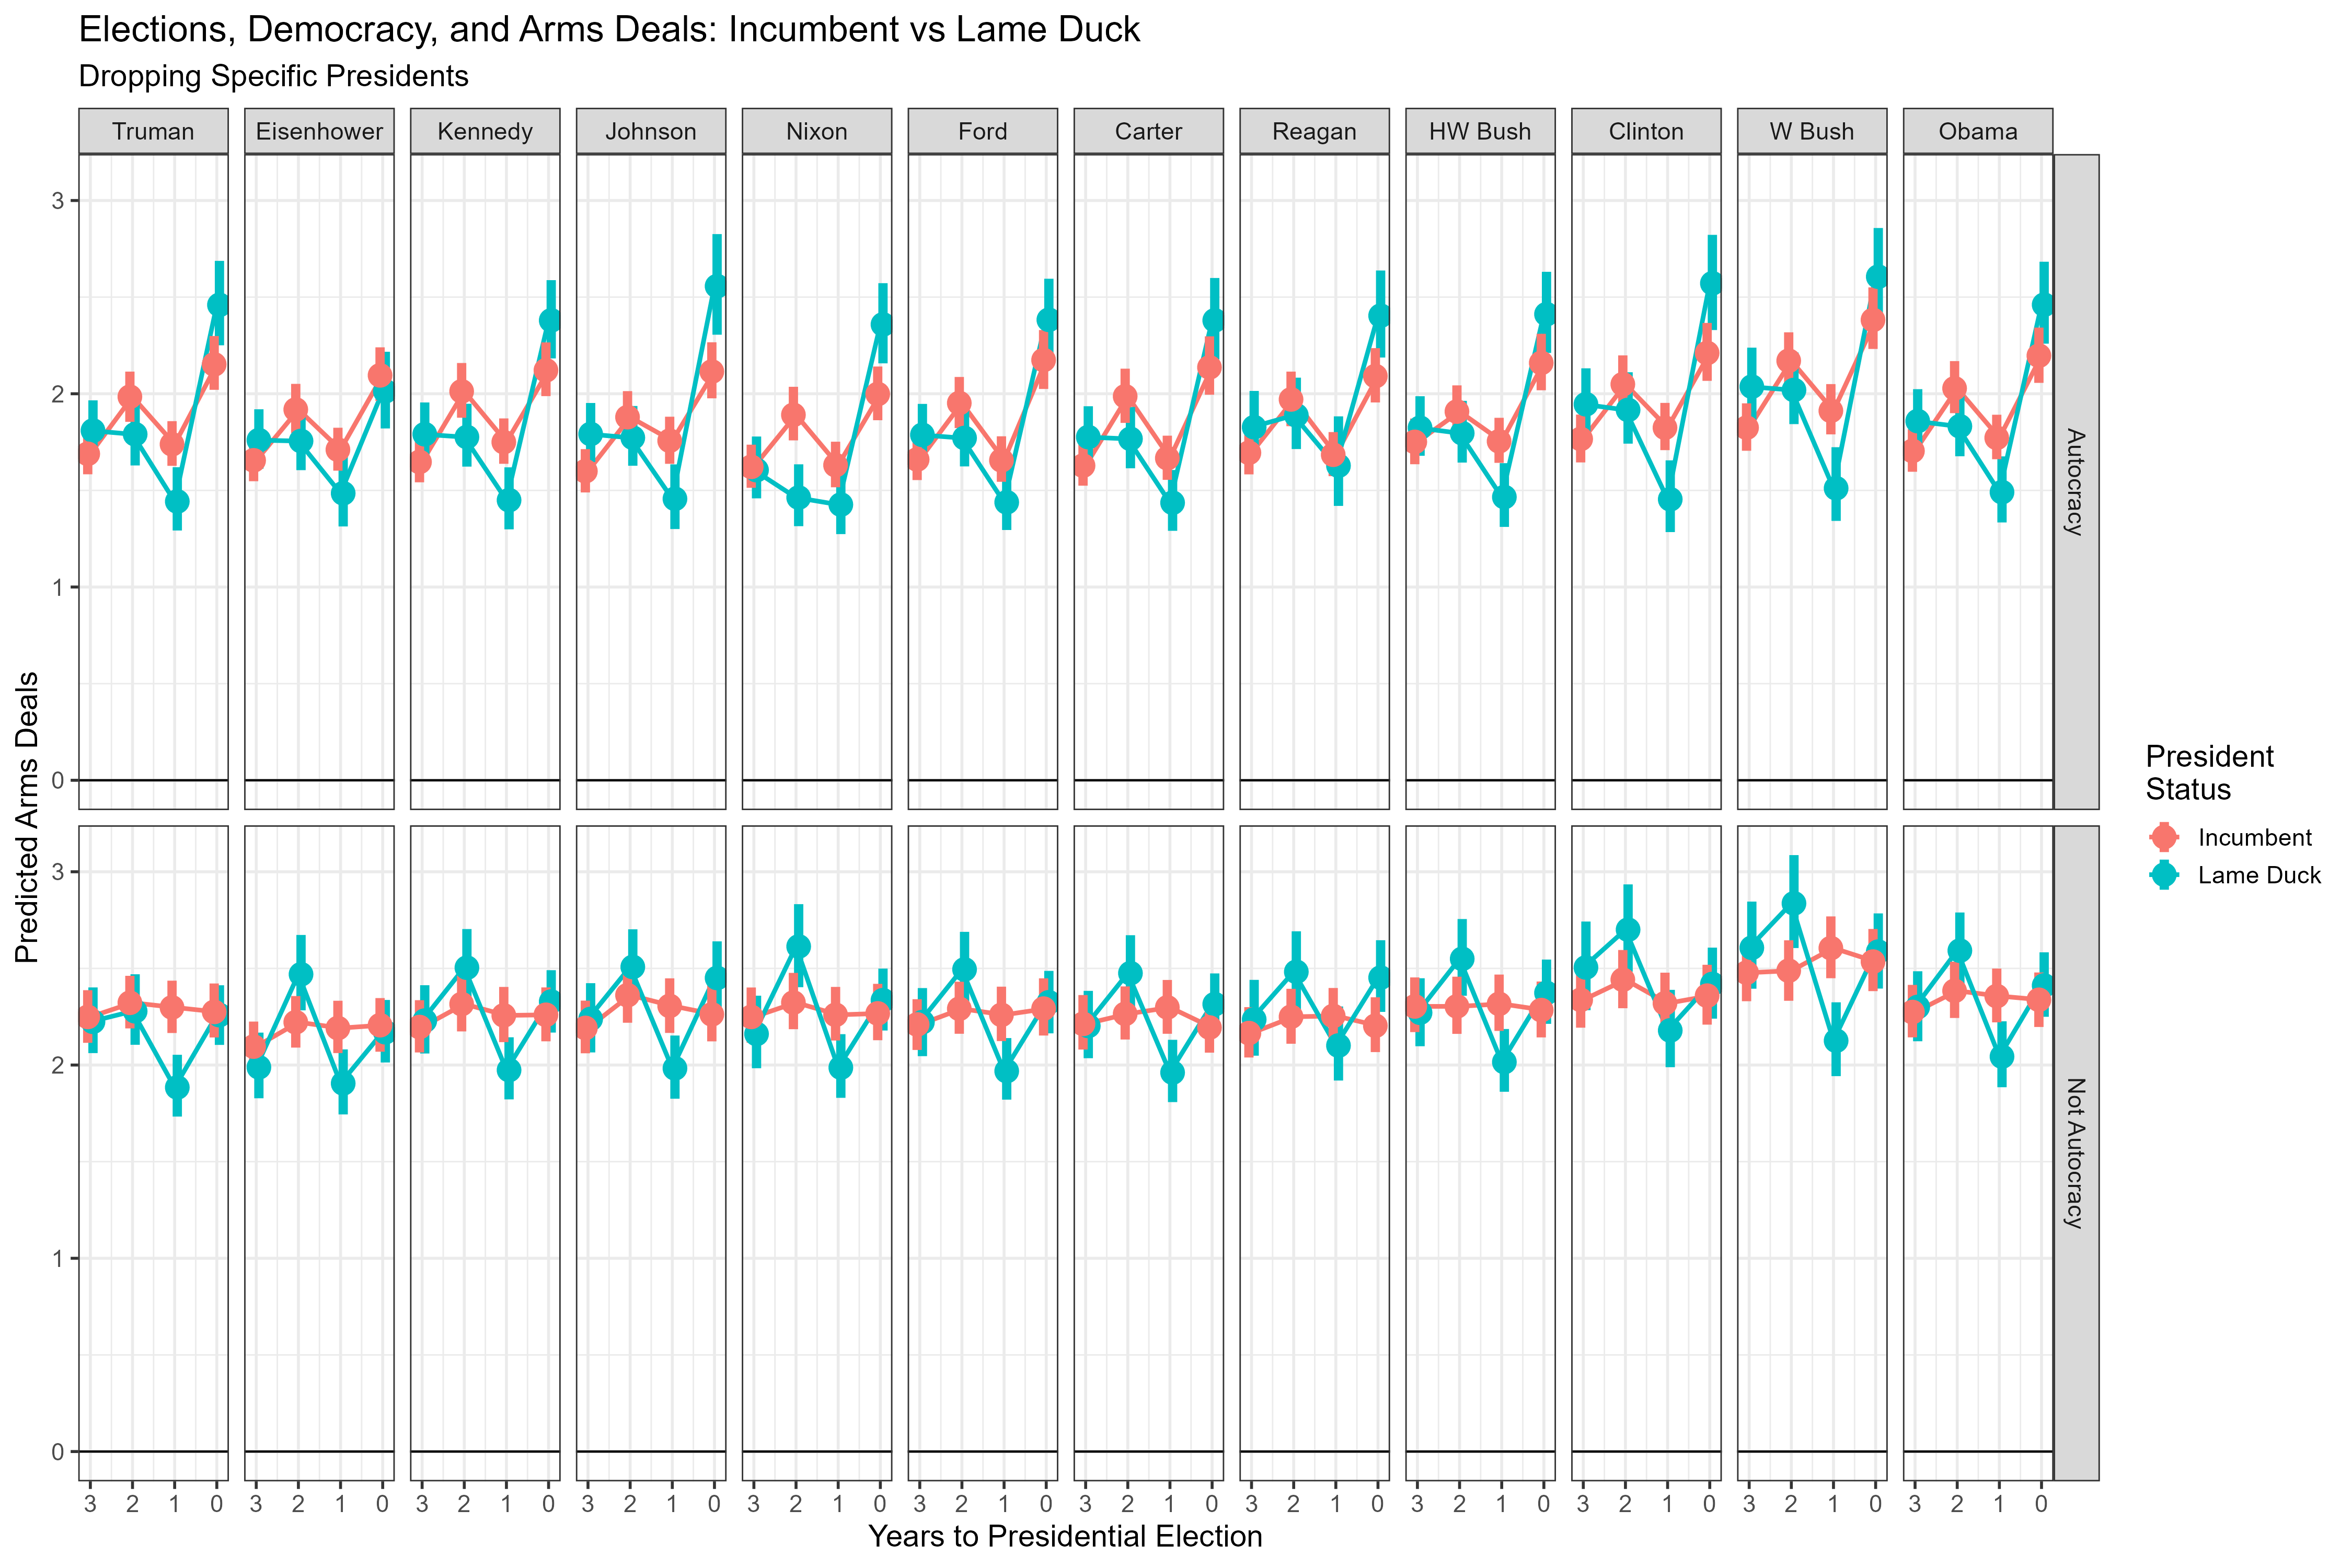 Elections, Democracy, and Arms Deals: Incumbent vs Lame Duck
Dropping Specific Presidents
Truman Eisenhower Kennedy Johnson Nixon Ford Carter Reagan HW Bush Clinton W Bush Obama
3
2
1
0
Autocracy
3
2
1
0
Not Autocracy
Predicted Arms Deals
3 2 1 0 3 2 1 0 3 2 1 0 3 2 1 0 3 2 1 0 3 2 1 0 3 2 1 0 3 2 1 0 3 2 1 0 3 2 1 0 3 2 1 0 3 2 1 0
Years to Presidential Election
President
Status
Incumbent
Lame Duck